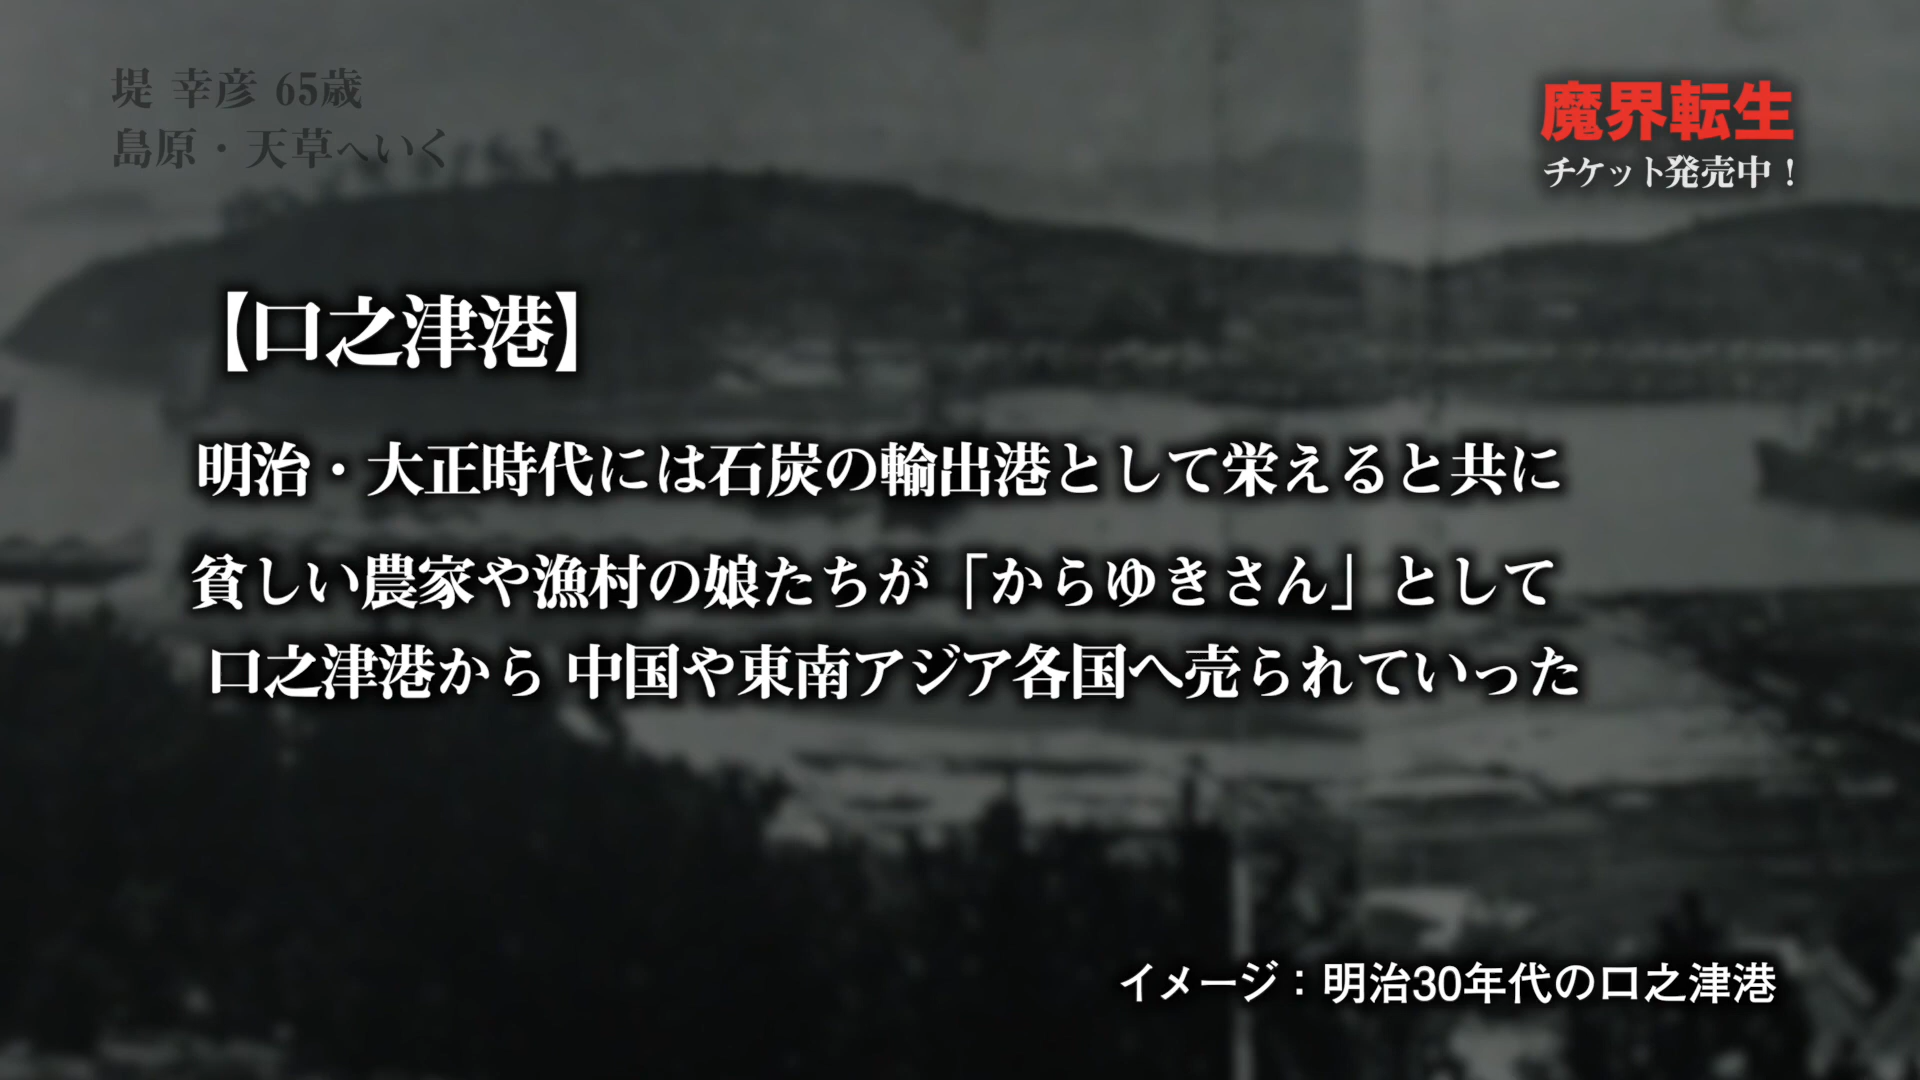 堤 幸彦 65歳
島原・天草へいく
魔界転生
チケット発売中！
【口之津港】
明治・大正時代には石炭の輸出港として栄えると共に
貧しい農家や漁村の娘たちが「からゆきさん」として
口之津港から 中国や東南アジア各国へ売られていった
イメージ：明治30年代の口之津港